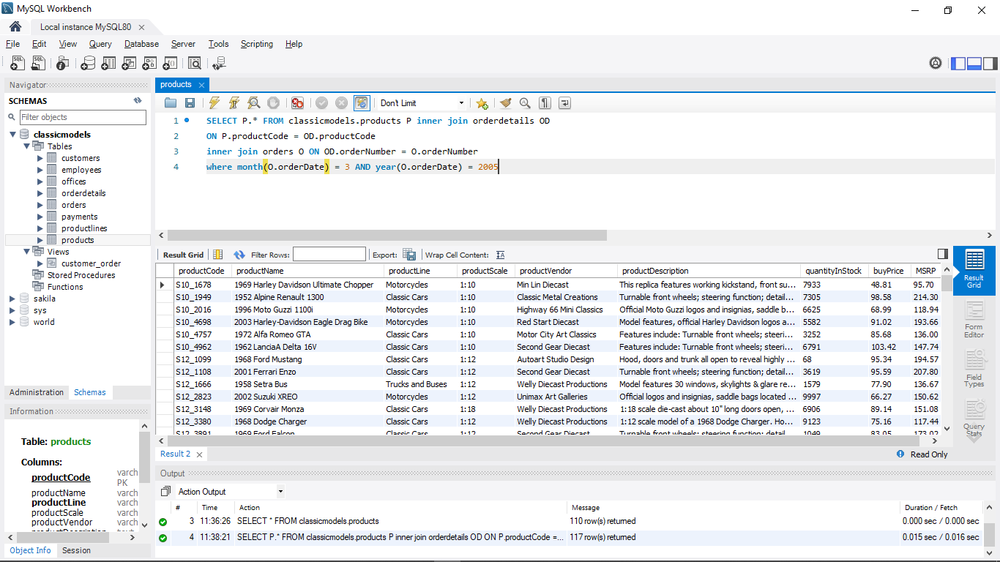 MySQL Workbench
Local instance MySQL80
File Edit View Query Database Server Tools Scripting Help
Navigator
SCHEMAS
Filter objects
classicmodels
Tables
customers
employees
offices
orderdetails
orders
payments
productlines
products
Views
customer_order
Stored Procedures
Functions
sakila
sys
world
Administration Schemas
Information
Table: products
Columns:
productCode varch
PK
productName varch
productLine varch
productScale varch
productVendor varch
productDescription text
Object Info Session
products
Don't Limit
1 SELECT P.* FROM classicmodels.products P inner join orderdetails OD
2 ON P.productCode = OD.productCode
3 inner join orders O ON OD.orderNumber = O.orderNumber
4 where month(O.orderDate) = 3 AND year(O.orderDate) = 2005
Result Grid Filter Rows: Export: Wrap Cell Content:
productCode productName productLine productScale productVendor productDescription quantityInStock buyPrice MSRP
S10_1678 1969 Harley Davidson Ultimate Chopper Motorcycles 1:10 Min Lin Diecast This replica features working kickstand, front su... 7933 48.81 95.70
S10_1949 1952 Alpine Renault 1300 Classic Cars 1:10 Classic Metal Creations Turnable front wheels; steering function; detail... 7305 98.58 214.30
S10_2016 1996 Moto Guzzi 1100i Motorcycles 1:10 Highway 66 Mini Classics Official Moto Guzzi logos and insignias, saddle b... 6625 68.99 118.94
S10_4698 2003 Harley-Davidson Eagle Drag Bike Motorcycles 1:10 Red Start Diecast Model features, official Harley Davidson logos a... 5582 91.02 193.66
S10_4757 1972 Alfa Romeo GTA Classic Cars 1:10 Motor City Art Classics Features include: Turnable front wheels; steeri... 3252 85.68 136.00
S10_4962 1962 LanciaA Delta 16V Classic Cars 1:10 Second Gear Diecast Features include: Turnable front wheels; steeri... 6791 103.42 147.74
S12_1099 1968 Ford Mustang Classic Cars 1:12 Autoart Studio Design Hood, doors and trunk all open to reveal highly ... 68 95.34 194.57
S12_1108 2001 Ferrari Enzo Classic Cars 1:12 Second Gear Diecast Turnable front wheels; steering function; detail... 3619 95.59 207.80
S12_1666 1958 Setra Bus Trucks and Buses 1:12 Welly Diecast Productions Model features 30 windows, skylights & glare re... 1579 77.90 136.67
S12_2823 2002 Suzuki XREO Motorcycles 1:12 Unimax Art Galleries Official logos and insignias, saddle bags located ... 9997 66.27 150.62
S12_3148 1969 Corvair Monza Classic Cars 1:18 Welly Diecast Productions 1:18 scale die-cast about 10" long doors open, ... 6906 89.14 151.08
S12_3380 1968 Dodge Charger Classic Cars 1:12 Welly Diecast Productions 1:12 scale model of a 1968 Dodge Charger. Ho... 9123 75.16 117.44
S12_3891 1969 Ford Falcon Classic Cars 1:12 Second Gear Diecast Turnable front wheels; steering function; detail... 1049 83.05 173.02
Result Grid
Form Editor
Field Types
Query Stats
Result 2 Read Only
Output
Action Output
# Time Action Message Duration / Fetch
3 11:36:26 SELECT * FROM classicmodels.products 110 row(s) returned 0.000 sec / 0.000 sec
4 11:38:21 SELECT P.* FROM classicmodels.products P inner join orderdetails OD ON P.productCode =... 117 row(s) returned 0.015 sec / 0.016 sec